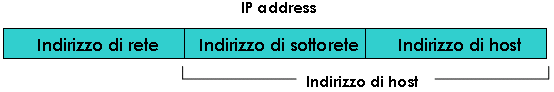 IP address
Indirizzo di rete Indirizzo di sottorete Indirizzo di host
Indirizzo di host